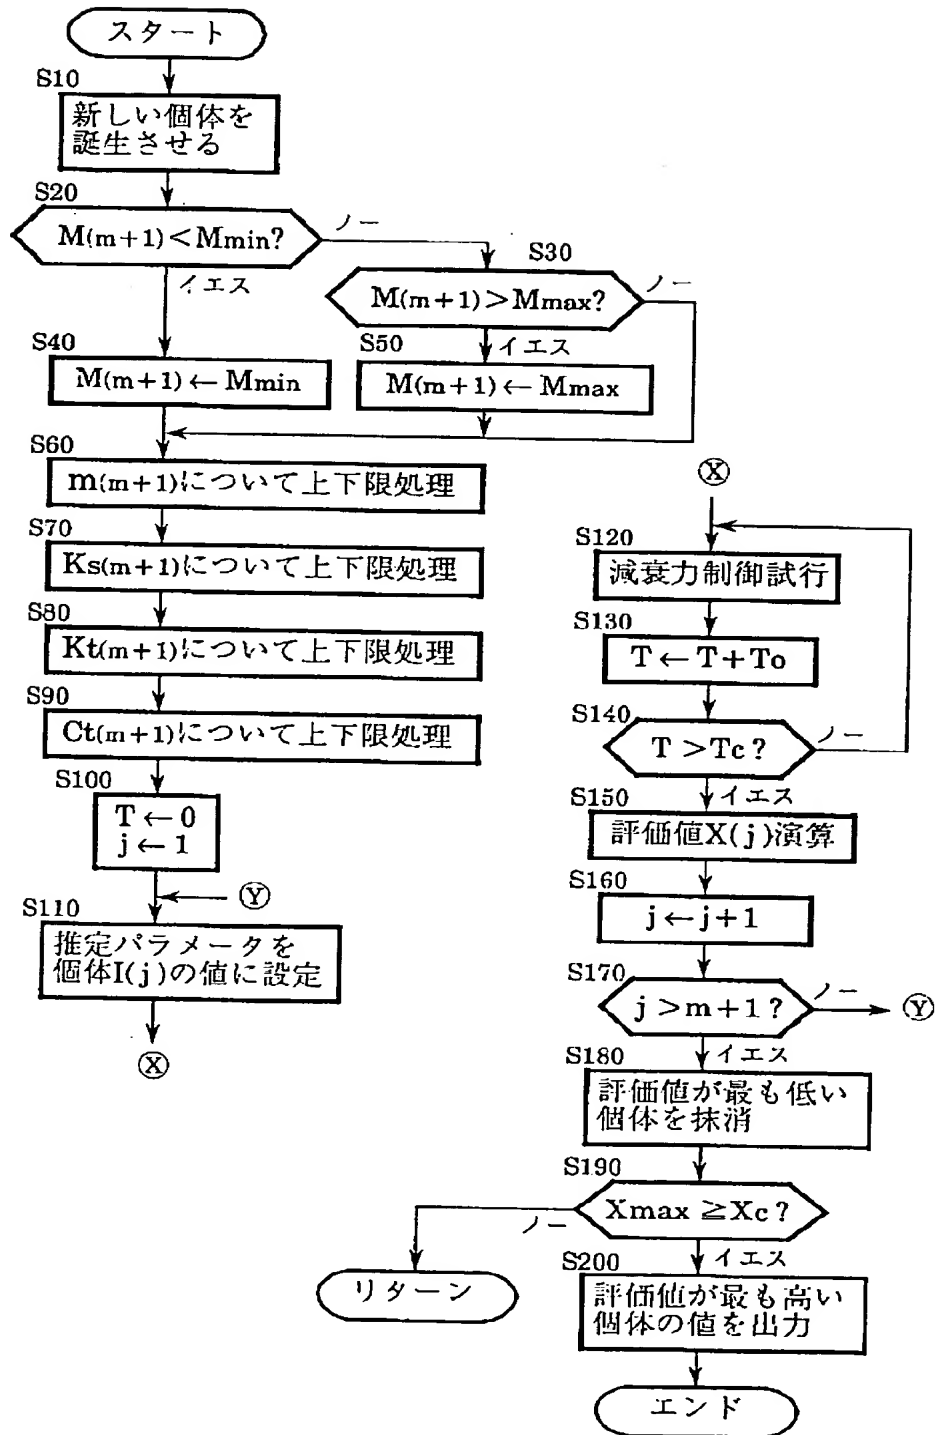 スタート
S10
新しい個体を
誕生させる
S20
M(m+1)<Mmin?
ノー
イエス
S30
M(m+1)>Mmax?
ノー
イエス
S40
M(m+1)←Mmin
S50
M(m+1)←Mmax
S60
m(m+1)について上下限処理
S70
Ks(m+1)について上下限処理
S80
Kt(m+1)について上下限処理
S90
Ct(m+1)について上下限処理
S100
T←0
j←1
Ⓨ
S110
推定パラメータを
個体I(j)の値に設定
Ⓧ
Ⓧ
S120
減衰力制御試行
S130
T←T+To
S140
T>Tc?
ノー
イエス
S150
評価値X(j)演算
S160
j←j+1
S170
j>m+1?
ノー
Ⓨ
イエス
S180
評価値が最も低い
個体を抹消
S190
Xmax≧Xc?
ノー
イエス
リターン
S200
評価値が最も高い
個体の値を出力
エンド